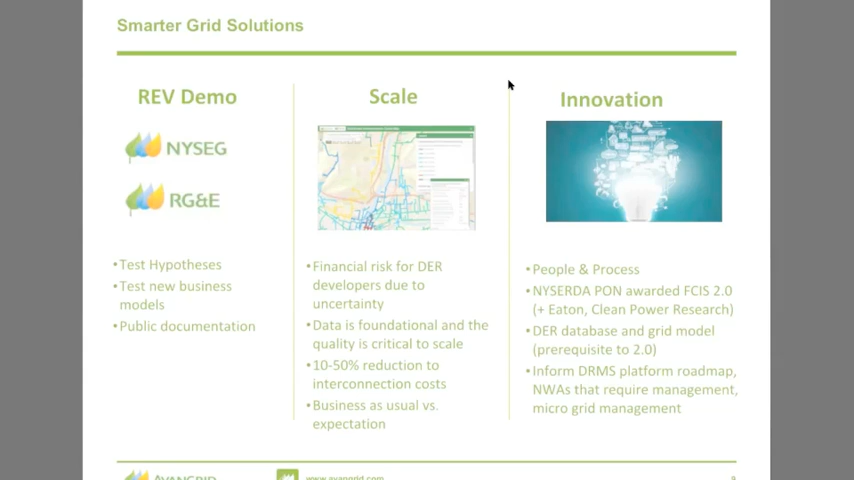 Smarter Grid Solutions
REV Demo
NYSEG
RG&E
•Test Hypotheses
•Test new business
models
•Public documentation
Scale
•Financial risk for DER
developers due to
uncertainty
•Data is foundational and the
quality is critical to scale
•10-50% reduction to
interconnection costs
•Business as usual vs.
expectation
Innovation
•People & Process
•NYSERDA PON awarded FCIS 2.0
(+ Eaton, Clean Power Research)
•DER database and grid model
(prerequisite to 2.0)
•Inform DRMS platform roadmap,
NWAs that require management,
micro grid management
AVANGRID
www.avangrid.com
9